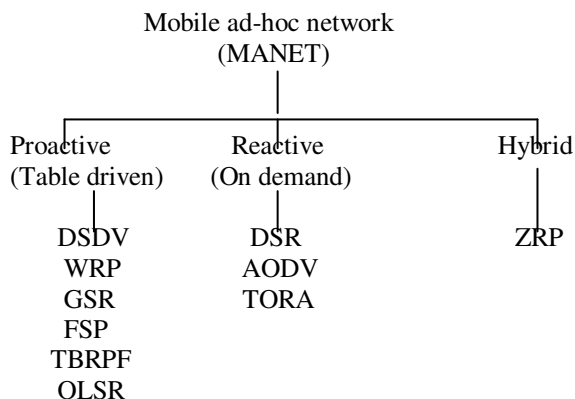 Mobile ad-hoc network
(MANET)
Proactive
(Table driven)
DSDV
WRP
GSR
FSP
TBRPF
OLSR
Reactive
(On demand)
DSR
AODV
TORA
Hybrid
ZRP